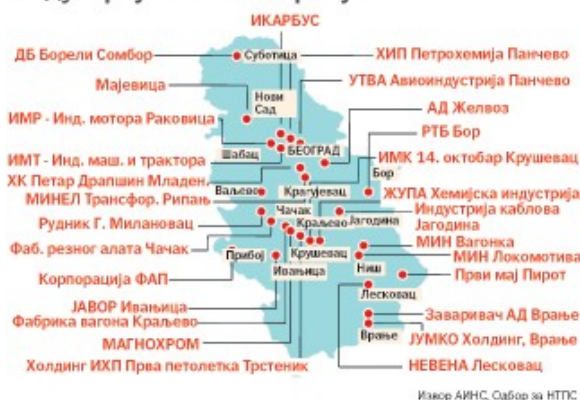 ИКАРБУС
ДБ Борели Сомбор
Суботица
ХИП Петрохемија Панчево
Мајевица
УТВА Авиоиндустрија Панчево
Нови
Сад
ИМР - Инд. мотора Раковица
АД Желвоз
РТБ Бор
Шабац
БЕОГРАД
ИМТ - Инд. маш. и трактора
ИМК 14. октобар Крушевац
ХК Петар Драпшин Младен.
Бор
Ваљево
Крагујевац
ЖУПА Хемијска индустрија
МИНЕЛ Трансфор. Рипањ
Чачак
Индустрија каблова
Јагодина
Рудник Г. Милановац
Краљево
Јагодина
МИН Вагонка
Фаб. резног алата Чачак
Прибој
Крушевац
МИН Локомотива
Ниш
Ивањица
Први мај Пирот
Корпорација ФАП
Лесковац
ЈАВОР Ивањица
Заваривач АД Врање
Фабрика вагона Краљево
Врање
ЈУМКО Холдинг, Врање
МАГНОХРОМ
Холдинг ИХП Прва петолетка Трстеник
НЕВЕНА Лесковац
Извор АИНС, Одбор за НТПС